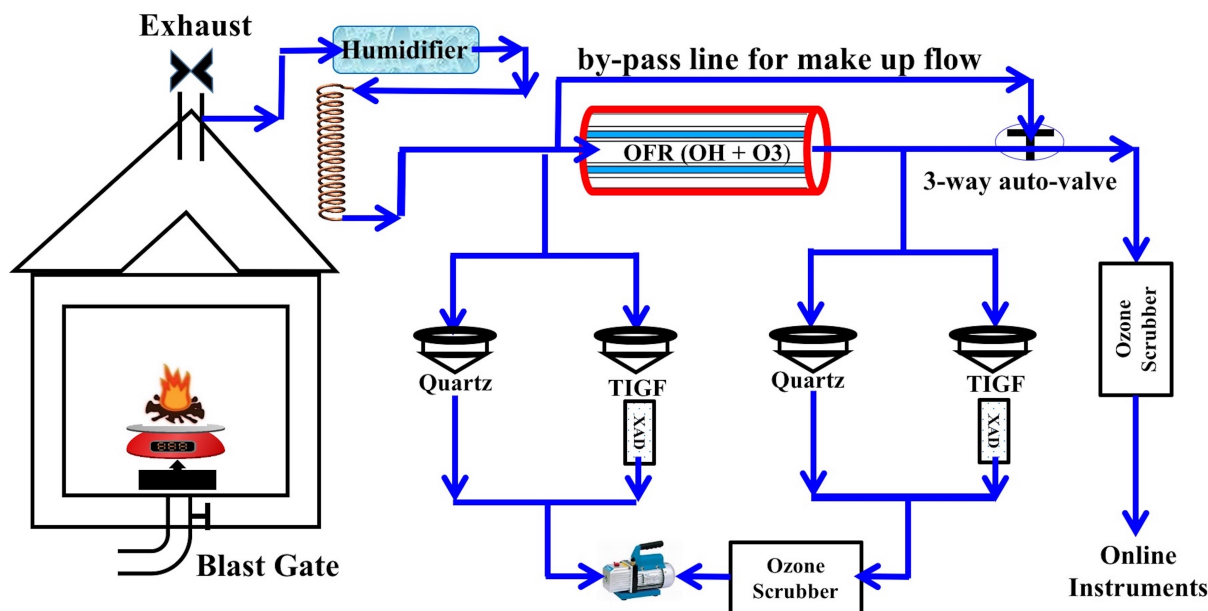 Exhaust
Humidifier
by-pass line for make up flow
OFR (OH + O3)
3-way auto-valve
Quartz
TIGF
XAD
Quartz
TIGF
XAD
Ozone
Scrubber
Blast Gate
Ozone
Scrubber
Online
Instruments